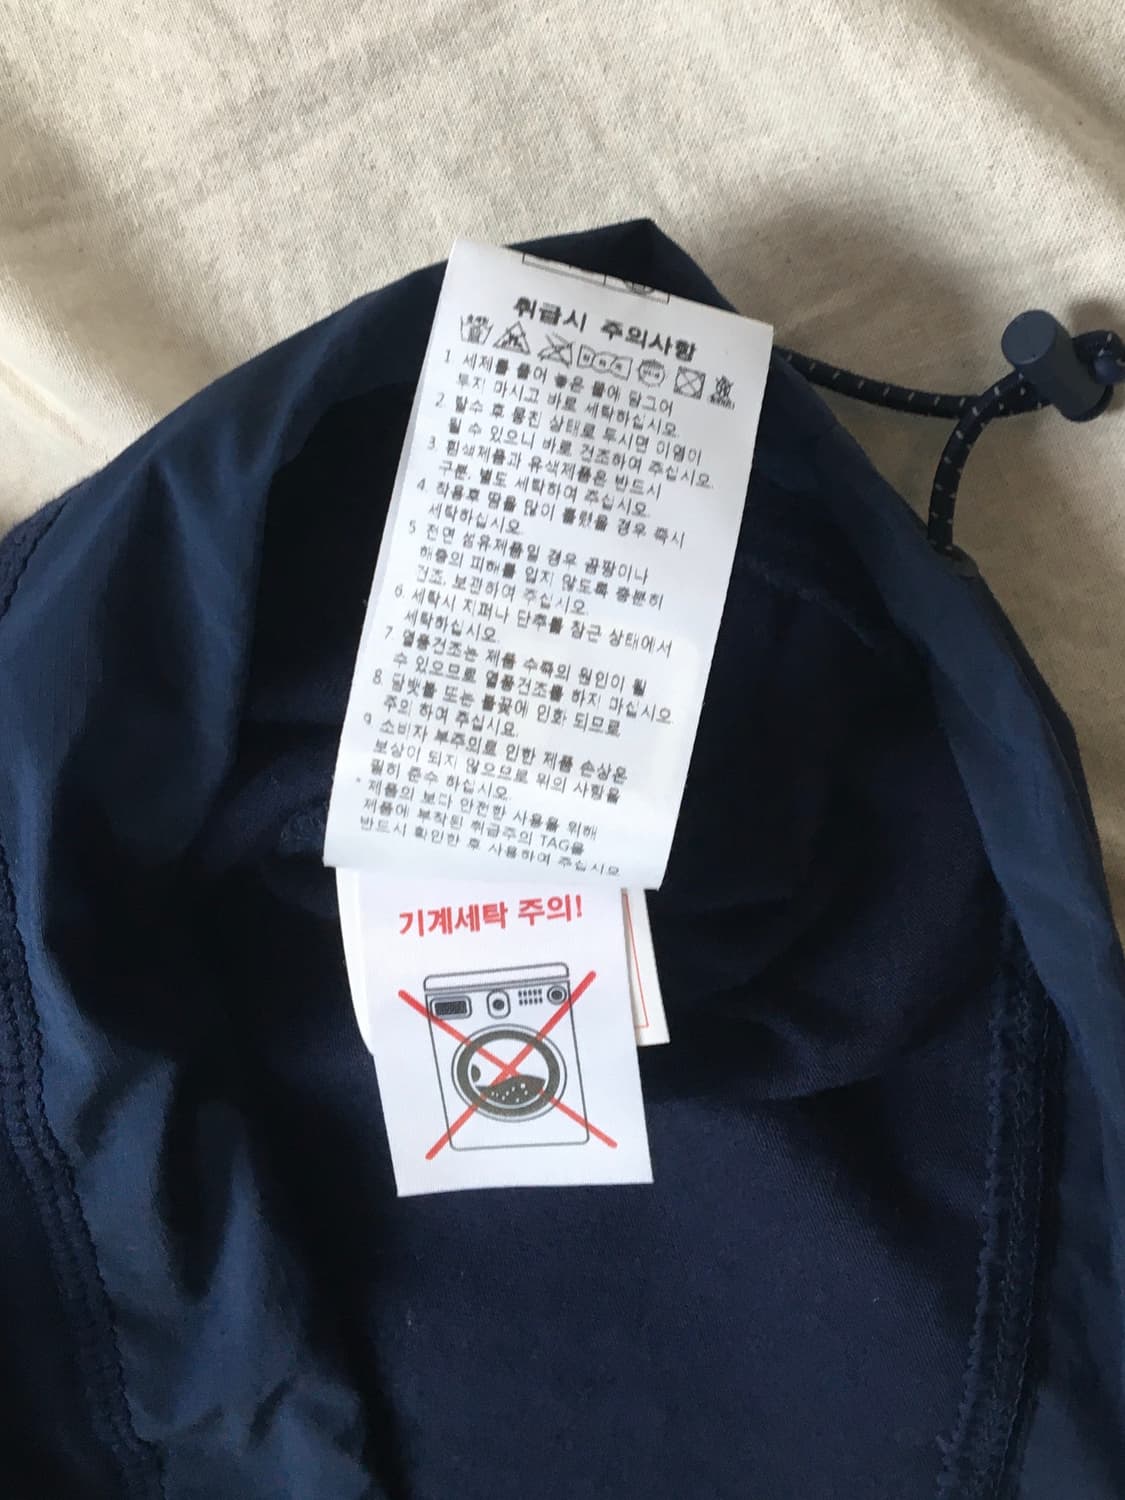 취급시 주의사항
1. 세제를 풀어 놓은 물에 담그어
두지 마시고 바로 세탁하십시오
2. 탈수 후 뭉친 상태로 두시면 이염이
될 수 있으니 바로 건조하여 주십시오
3. 흰색제품과 유색제품은 반드시
구분, 별도 세탁하여 주십시오
4. 착용후 땀을 많이 흘렸을 경우 즉시
세탁하십시오
5. 천연 섬유제품일 경우 곰팡이나
해충의 피해를 입지 않도록 충분히
건조, 보관하여 주십시오
6. 세탁시 지퍼나 단추를 잠근 상태에서
세탁하십시오
7. 열풍건조는 제품 수축의 원인이 될
수 있으므로 열풍건조를 하지 마십시오
8. 담뱃불 또는 불꽃에 인화 되므로
주의 하여 주십시오
9. 소비자 부주의로 인한 제품 손상은
보상이 되지 않으므로 위의 사항을
필히 준수 하십시오
* 제품의 보다 안전한 사용을 위해
제품에 부착된 취급주의 TAG를
반드시 확인한 후 사용하여 주십시오
기계세탁 주의!